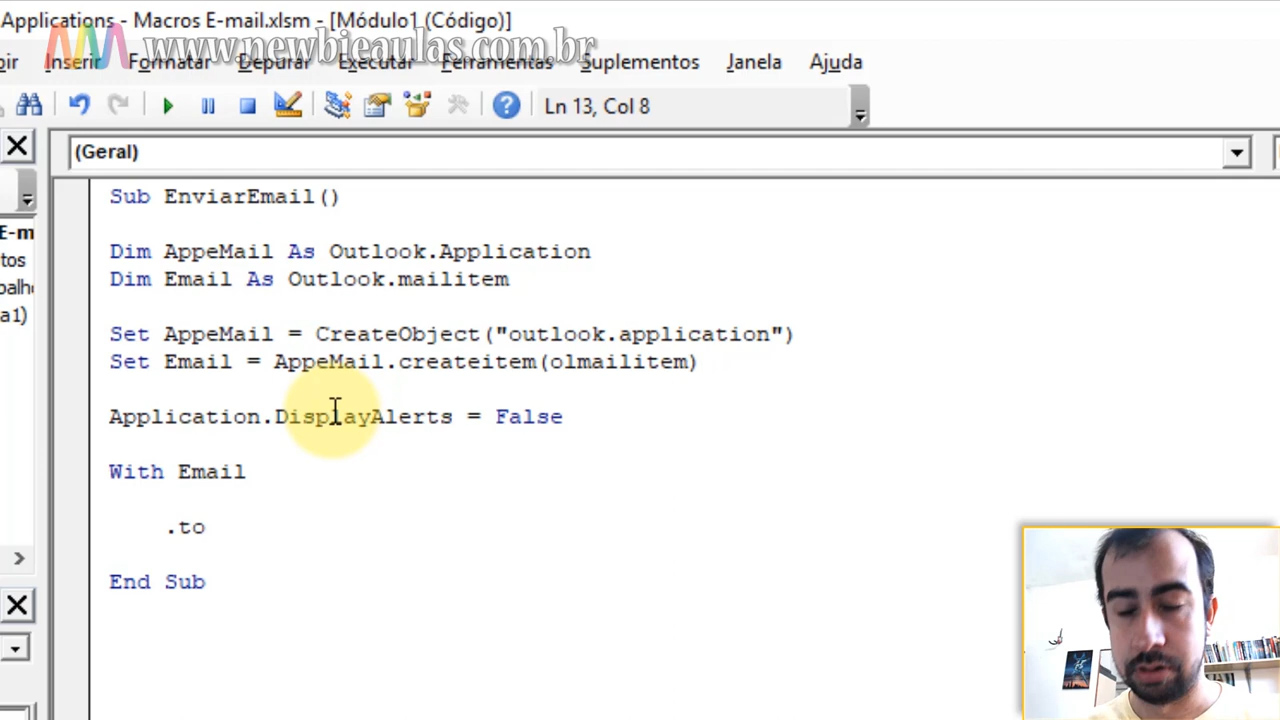 Applications - Macros E-mail.xlsm - [Módulo1 (Código)]
www.newbieaulas.com.br
Inserir Formatar Depurar Executar Ferramentas Suplementos Janela Ajuda
Ln 13, Col 8
(Geral)
Sub EnviarEmail()
Dim AppeMail As Outlook.Application
Dim Email As Outlook.mailitem
Set AppeMail = CreateObject("outlook.application")
Set Email = AppeMail.createitem(olmailitem)
Application.DisplayAlerts = False
With Email
.to
End Sub
E-m
tos
a1)